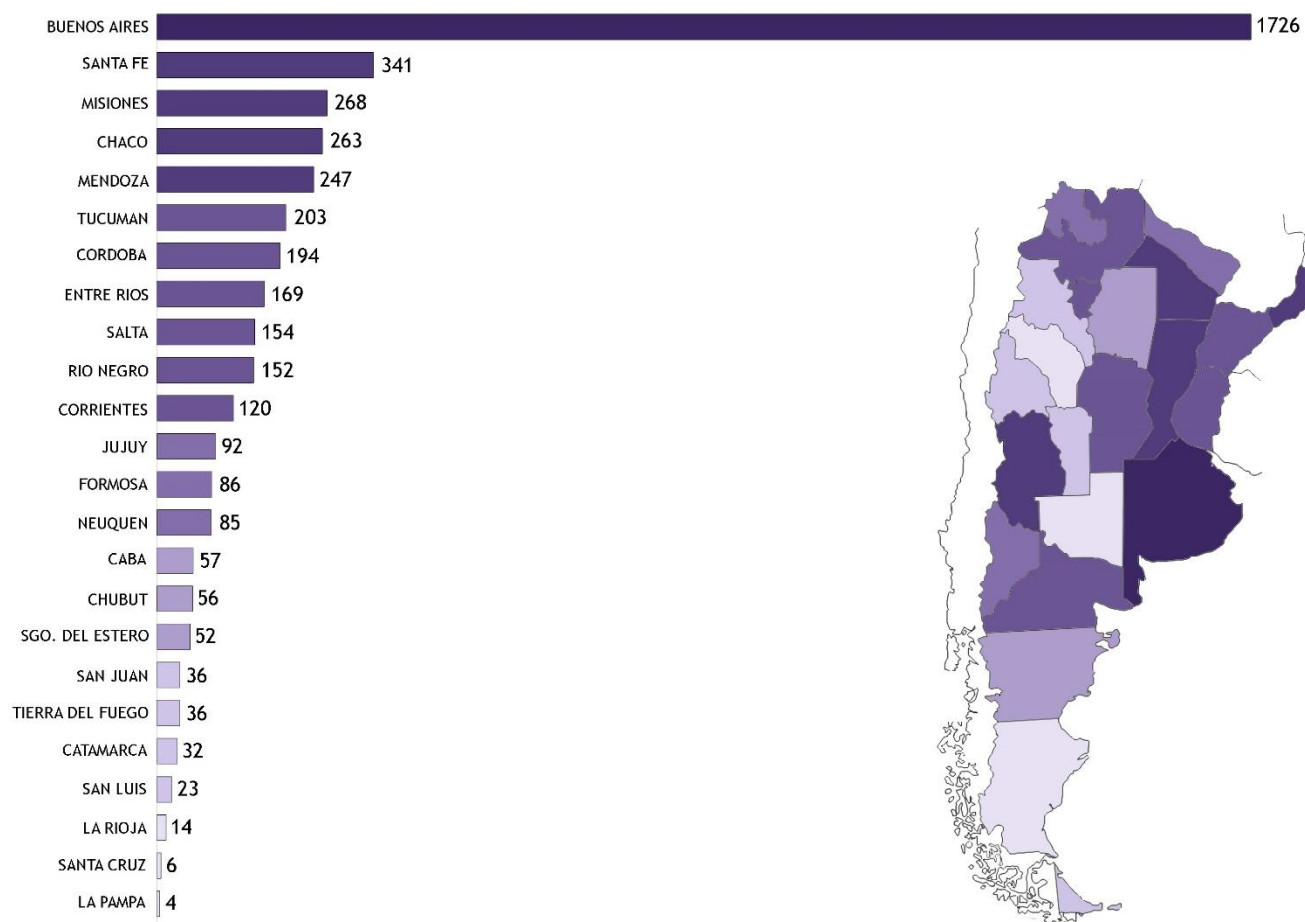 BUENOS AIRES 1726
SANTA FE 341
MISIONES 268
CHACO 263
MENDOZA 247
TUCUMAN 203
CORDOBA 194
ENTRE RIOS 169
SALTA 154
RIO NEGRO 152
CORRIENTES 120
JUJUY 92
FORMOSA 86
NEUQUEN 85
CABA 57
CHUBUT 56
SGO. DEL ESTERO 52
SAN JUAN 36
TIERRA DEL FUEGO 36
CATAMARCA 32
SAN LUIS 23
LA RIOJA 14
SANTA CRUZ 6
LA PAMPA 4